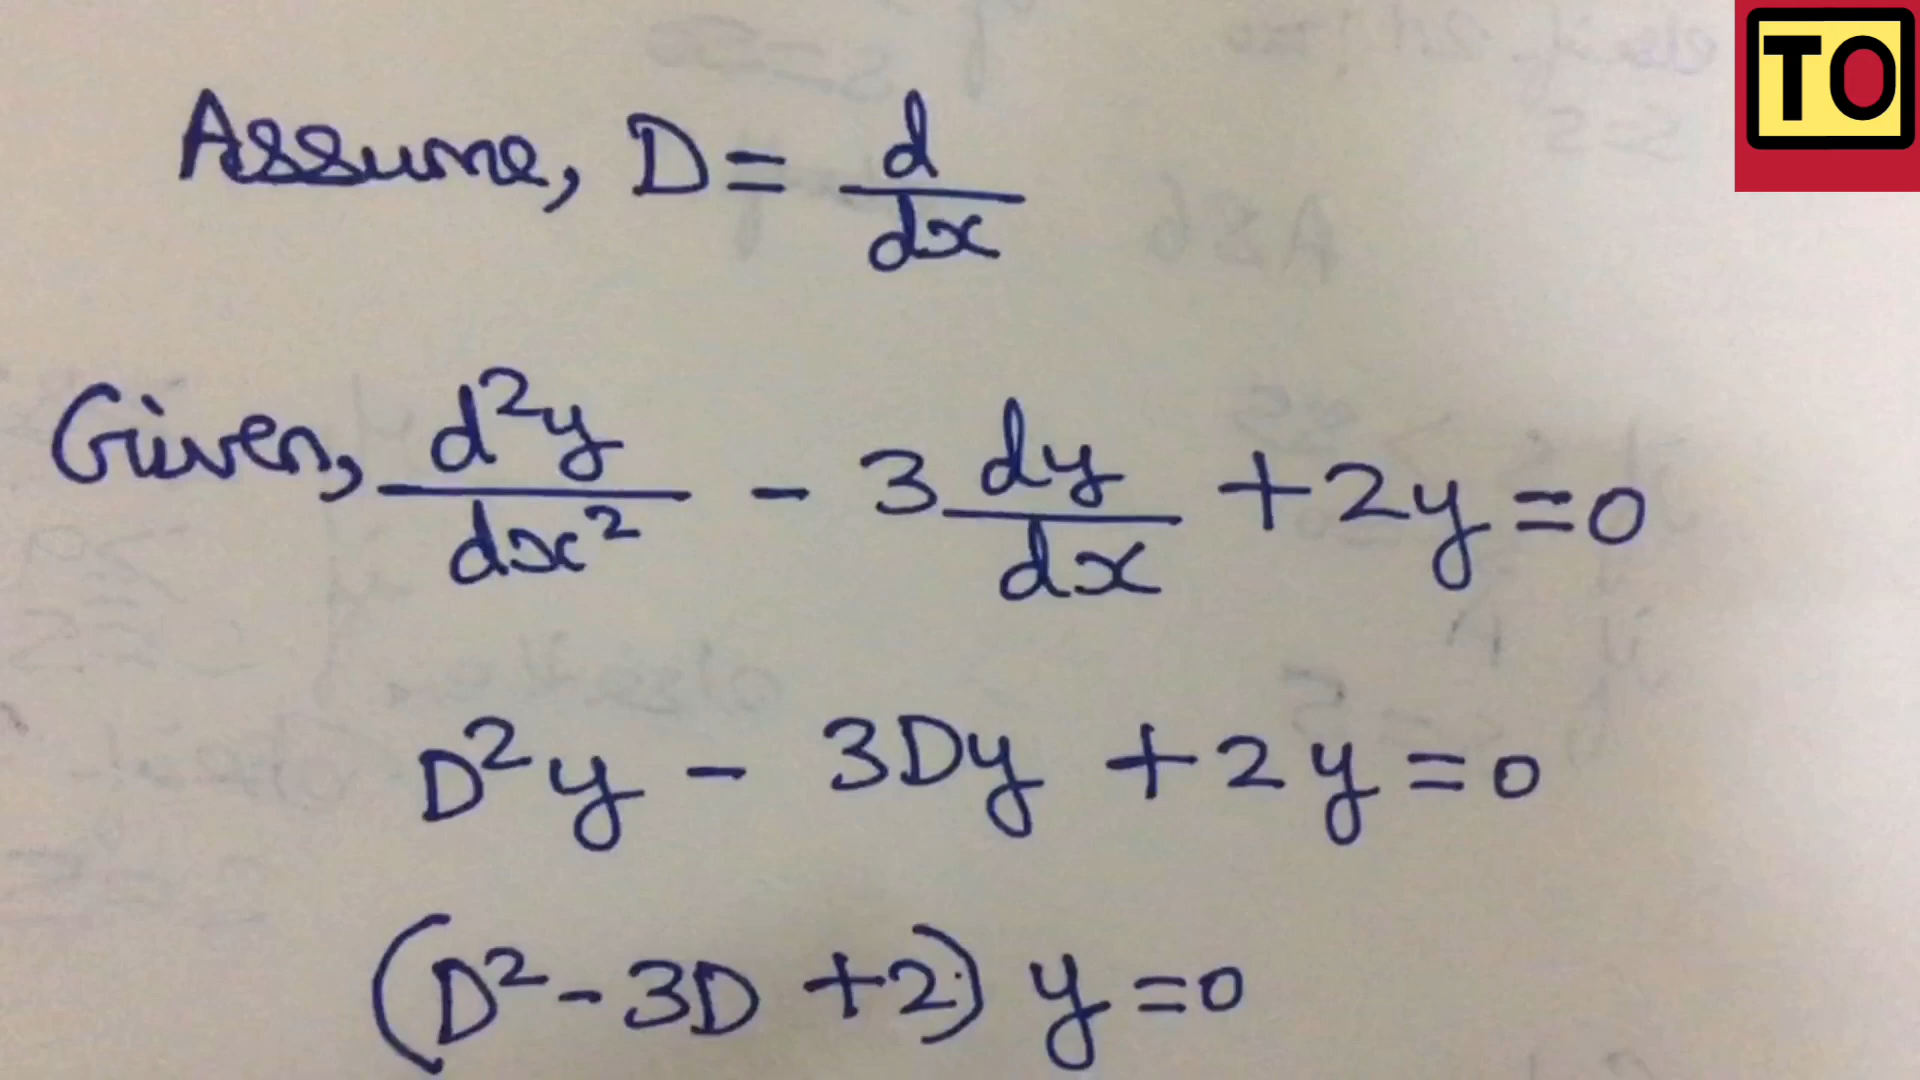 TO
Assume, D = d/dx
Given, d²y/dx² - 3 dy/dx + 2y = 0
D²y - 3Dy + 2y = 0
(D² - 3D + 2) y = 0